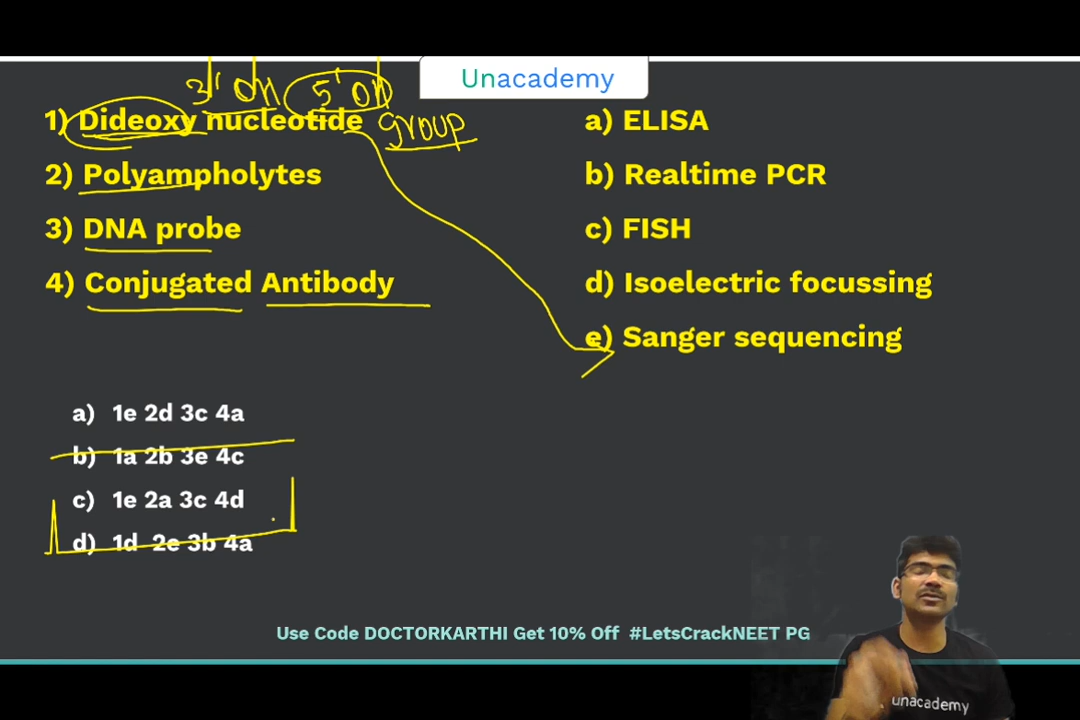 Unacademy
3' OH 5' OH
group
1) Dideoxy nucleotide
2) Polyampholytes
3) DNA probe
4) Conjugated Antibody
a) ELISA
b) Realtime PCR
c) FISH
d) Isoelectric focussing
e) Sanger sequencing
a) 1e 2d 3c 4a
b) 1a 2b 3e 4c
c) 1e 2a 3c 4d
d) 1d 2e 3b 4a
Use Code DOCTORKARTHI Get 10% Off #LetsCrackNEET PG
unacademy